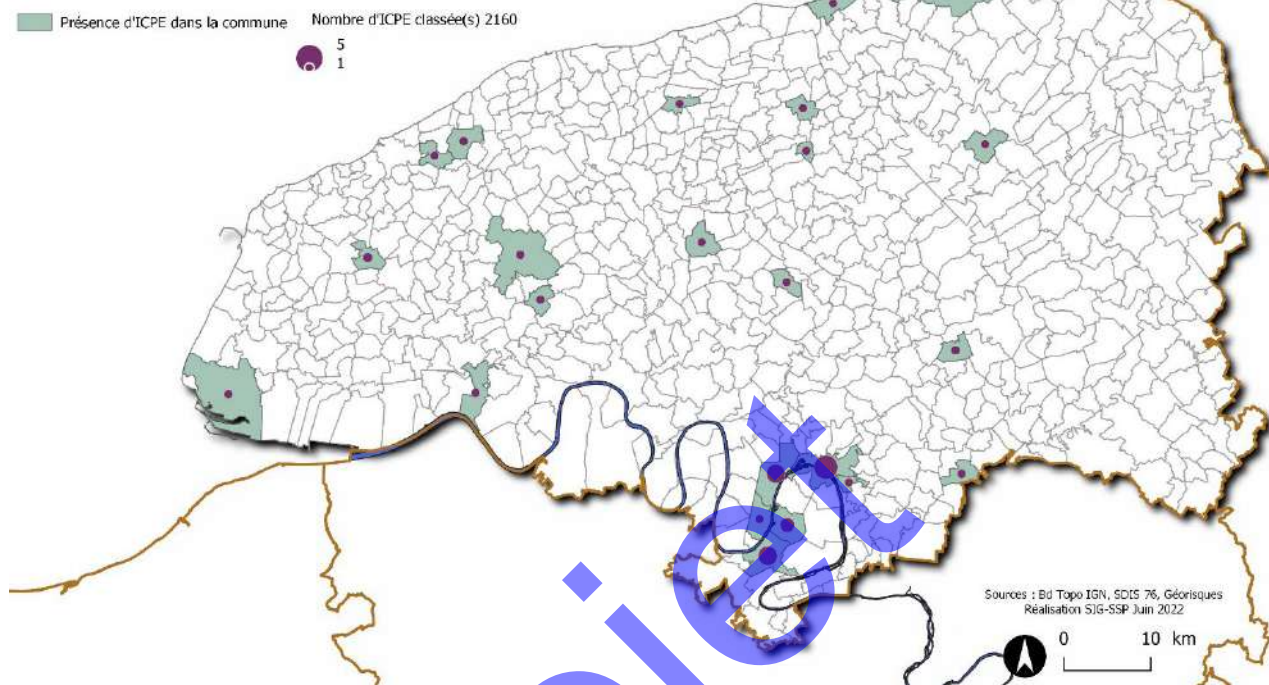 Présence d'ICPE dans la commune
Nombre d'ICPE classée(s) 2160
5
1
Sources : Bd Topo IGN, SDIS 76, Géorisques
Réalisation SIG-SSP Juin 2022
0 10 km